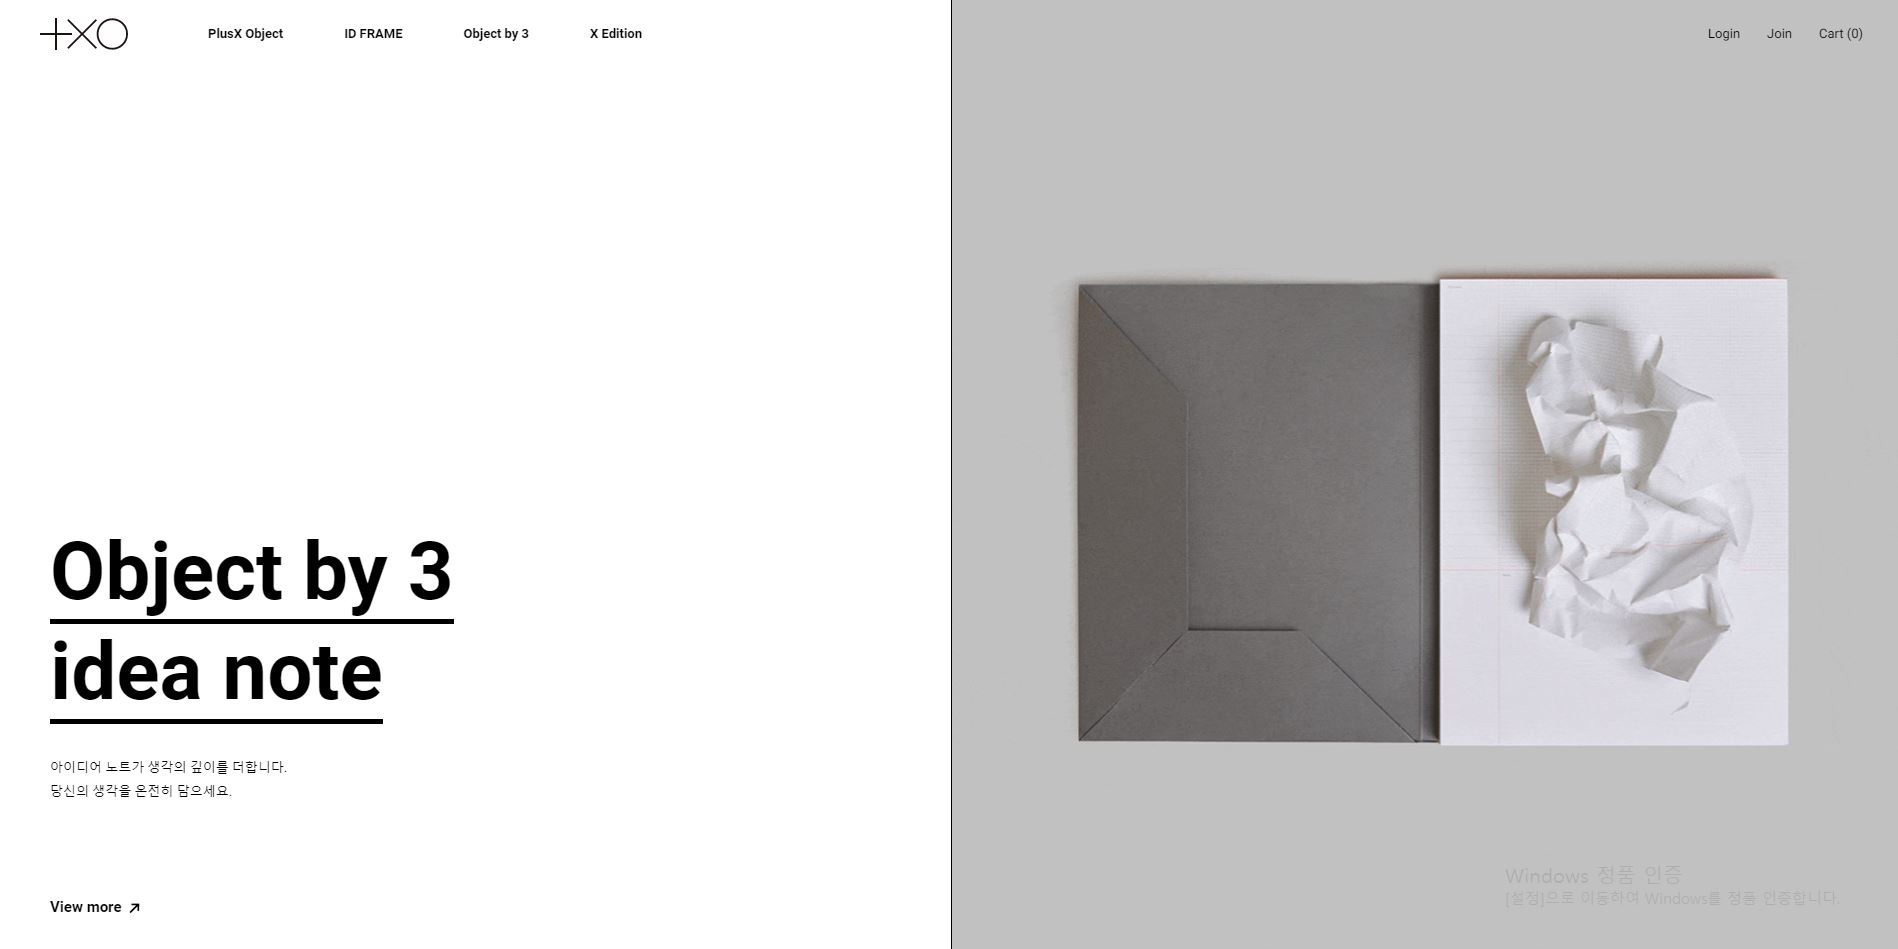 +XO
PlusX Object
ID FRAME
Object by 3
X Edition
Login
Join
Cart (0)
Object by 3
idea note
아이디어 노트가 생각의 깊이를 더합니다.
당신의 생각을 온전히 담으세요.
View more
Windows 정품 인증
[설정]으로 이동하여 Windows를 정품 인증합니다.